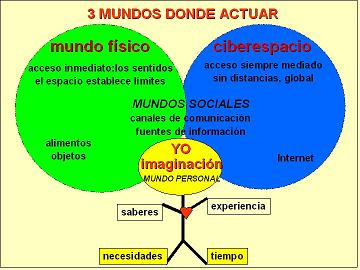 3 MUNDOS DONDE ACTUAR
mundo físico
acceso inmediato:los sentidos
el espacio establece limites
ciberespacio
acceso siempre mediado
sin distancias, global
MUNDOS SOCIALES
canales de comunicación
fuentes de información
alimentos
objetos
Internet
YO
imaginación
MUNDO PERSONAL
saberes
experiencia
necesidades
tiempo